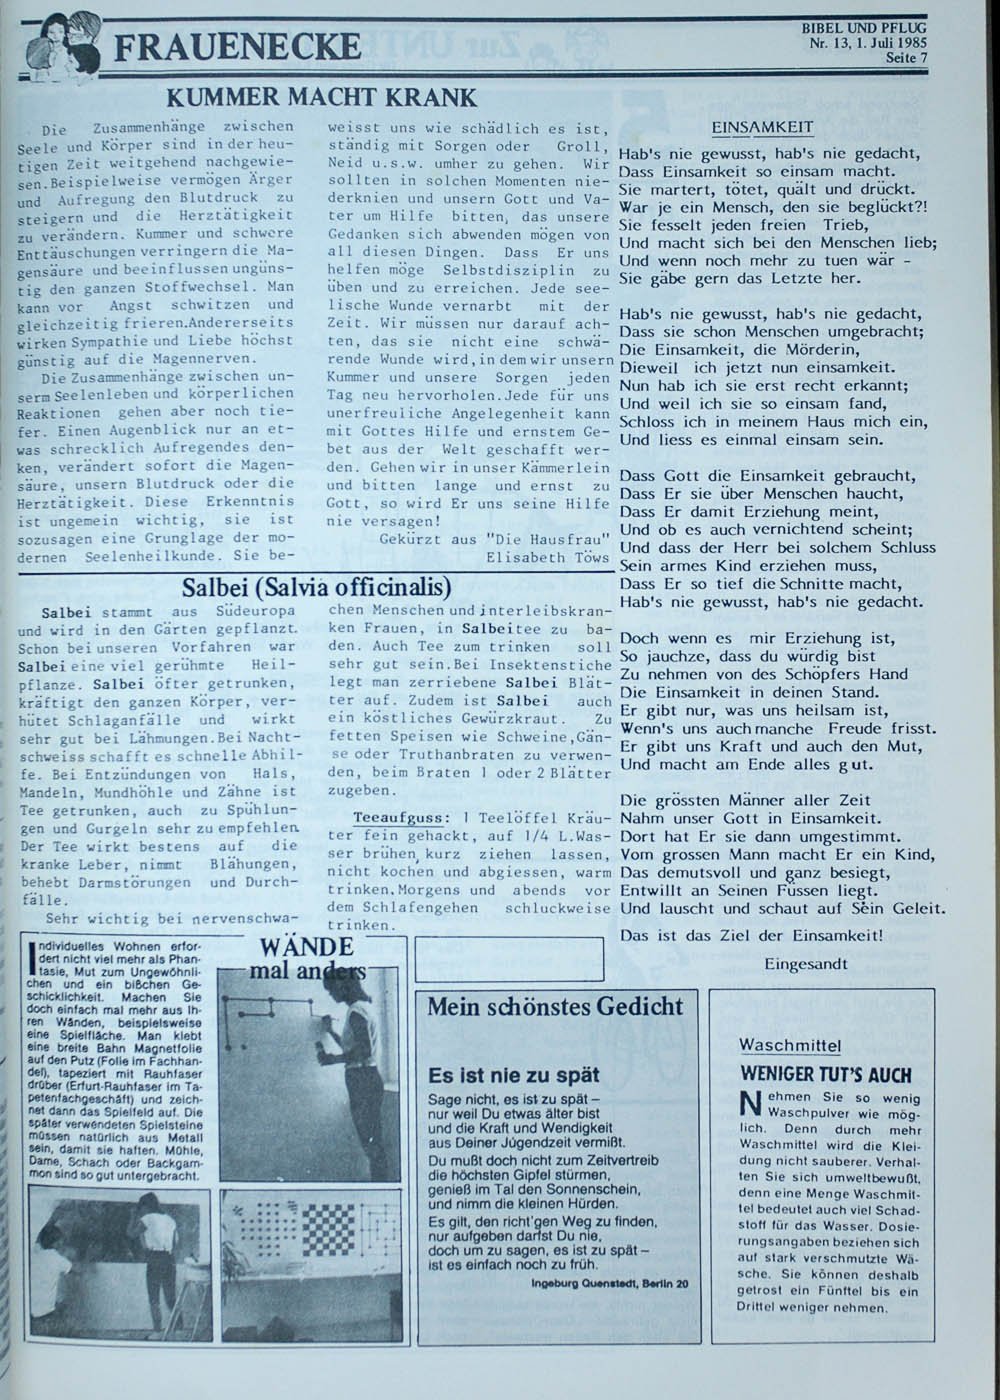 FRAUENECKE
BIBEL UND PFLUG
Nr. 13, 1. Juli 1985
Seite 7
KUMMER MACHT KRANK
Die Zusammenhänge zwischen
Seele und Körper sind in der heu-
tigen Zeit weitgehend nachgewie-
sen.Beispielweise vermögen Ärger
und Aufregung den Blutdruck zu
steigern und die Herztätigkeit
zu verändern. Kummer und schwere
Enttäuschungen verringern die Ma-
gensäure und beeinflussen ungüns-
tig den ganzen Stoffwechsel. Man
kann vor Angst schwitzen und
gleichzeitig frieren.Andererseits
wirken Sympathie und Liebe höchst
günstig auf die Magennerven.
Die Zusammenhänge zwischen un-
serm Seelenleben und körperlichen
Reaktionen gehen aber noch tie-
fer. Einen Augenblick nur an et-
was schrecklich Aufregendes den-
ken, verändert sofort die Magen-
säure, unsern Blutdruck oder die
Herztätigkeit. Diese Erkenntnis
ist ungemein wichtig, sie ist
sozusagen eine Grunglage der mo-
dernen Seelenheilkunde. Sie be-
weisst uns wie schädlich es ist,
ständig mit Sorgen oder Groll,
Neid u.s.w. umher zu gehen. Wir
sollten in solchen Momenten nie-
derknien und unsern Gott und Va-
ter um Hilfe bitten, das unsere
Gedanken sich abwenden mögen von
all diesen Dingen. Dass Er uns
helfen möge Selbstdisziplin zu
üben und zu erreichen. Jede see-
lische Wunde vernarbt mit der
Zeit. Wir müssen nur darauf ach-
ten, das sie nicht eine schwä-
rende Wunde wird,in dem wir unsern
Kummer und unsere Sorgen jeden
Tag neu hervorholen.Jede für uns
unerfreuliche Angelegenheit kann
mit Gottes Hilfe und ernstem Ge-
bet aus der Welt geschafft wer-
den. Gehen wir in unser Kämmerlein
und bitten lange und ernst zu
Gott, so wird Er uns seine Hilfe
nie versagen!
Gekürzt aus "Die Hausfrau"
Elisabeth Töws
EINSAMKEIT
Hab's nie gewusst, hab's nie gedacht,
Dass Einsamkeit so einsam macht.
Sie martert, tötet, quält und drückt.
War je ein Mensch, den sie beglückt?!
Sie fesselt jeden freien Trieb,
Und macht sich bei den Menschen lieb;
Und wenn noch mehr zu tuen wär -
Sie gäbe gern das Letzte her.
Hab's nie gewusst, hab's nie gedacht,
Dass sie schon Menschen umgebracht;
Die Einsamkeit, die Mörderin,
Dieweil ich jetzt nun einsamkeit.
Nun hab ich sie erst recht erkannt;
Und weil ich sie so einsam fand,
Schloss ich in meinem Haus mich ein,
Und liess es einmal einsam sein.
Dass Gott die Einsamkeit gebraucht,
Dass Er sie über Menschen haucht,
Dass Er damit Erziehung meint,
Und ob es auch vernichtend scheint;
Und dass der Herr bei solchem Schluss
Sein armes Kind erziehen muss,
Dass Er so tief die Schnitte macht,
Hab's nie gewusst, hab's nie gedacht.
Doch wenn es mir Erziehung ist,
So jauchze, dass du würdig bist
Zu nehmen von des Schöpfers Hand
Die Einsamkeit in deinen Stand.
Er gibt nur, was uns heilsam ist,
Wenn's uns auch manche Freude frisst.
Er gibt uns Kraft und auch den Mut,
Und macht am Ende alles gut.
Die grössten Männer aller Zeit
Nahm unser Gott in Einsamkeit.
Dort hat Er sie dann umgestimmt.
Vom grossen Mann macht Er ein Kind,
Das demutsvoll und ganz besiegt,
Entwillt an Seinen Füssen liegt.
Und lauscht und schaut auf Sein Geleit.
Das ist das Ziel der Einsamkeit!
Eingesandt
Salbei (Salvia officinalis)
Salbei stammt aus Südeuropa
und wird in den Gärten gepflanzt.
Schon bei unseren Vorfahren war
Salbei eine viel gerühmte Heil-
pflanze. Salbei öfter getrunken,
kräftigt den ganzen Körper, ver-
hütet Schlaganfälle und wirkt
sehr gut bei Lähmungen.Bei Nacht-
schweiss schafft es schnelle Abhil-
fe. Bei Entzündungen von Hals,
Mandeln, Mundhöhle und Zähne ist
Tee getrunken, auch zu Spühlun-
gen und Gurgeln sehr zu empfehlen.
Der Tee wirkt bestens auf die
kranke Leber, nimmt Blähungen,
behebt Darmstörungen und Durch-
fälle.
Sehr wichtig bei nervenschwa-
chen Menschen und interleibskran-
ken Frauen, in Salbeitee zu ba-
den. Auch Tee zum trinken soll
sehr gut sein.Bei Insektenstiche
legt man zerriebene Salbei Blät-
ter auf. Zudem ist Salbei auch
ein köstliches Gewürzkraut. Zu
fetten Speisen wie Schweine,Gän-
se oder Truthanbraten zu verwen-
den, beim Braten 1 oder 2 Blätter
zugeben.
Teeaufguss: 1 Teelöffel Kräu-
ter fein gehackt, auf 1/4 L.Was-
ser brühen, kurz ziehen lassen,
nicht kochen und abgiessen, warm
trinken.Morgens und abends vor
dem Schlafengehen schluckweise
trinken.
WÄNDE
mal anders
Individuelles Wohnen erfor-
dert nicht viel mehr als Phan-
tasie, Mut zum Ungewöhnli-
chen und ein bißchen Ge-
schicklichkeit. Machen Sie
doch einfach mal mehr aus Ih-
ren Wänden, beispielsweise
eine Spielfläche. Man klebt
eine breite Bahn Magnetfolie
auf den Putz (Folie im Fachhan-
del), tapeziert mit Rauhfaser
drüber (Erfurt-Rauhfaser im Ta-
petenfachgeschäft) und zeich-
net dann das Spielfeld auf. Die
später verwendeten Spielsteine
müssen natürlich aus Metall
sein, damit sie haften. Mühle,
Dame, Schach oder Backgam-
mon sind so gut untergebracht.
Mein schönstes Gedicht
Es ist nie zu spät
Sage nicht, es ist zu spät –
nur weil Du etwas älter bist
und die Kraft und Wendigkeit
aus Deiner Jugendzeit vermißt.
Du mußt doch nicht zum Zeitvertreib
die höchsten Gipfel stürmen,
genieß im Tal den Sonnenschein,
und nimm die kleinen Hürden.
Es gilt, den richt'gen Weg zu finden,
nur aufgeben darfst Du nie,
doch um zu sagen, es ist zu spät –
ist es einfach noch zu früh.
Ingeburg Quenstedt, Berlin 20
Waschmittel
WENIGER TUT'S AUCH
Nehmen Sie so wenig
Waschpulver wie mög-
lich. Denn durch mehr
Waschmittel wird die Klei-
dung nicht sauberer. Verhal-
ten Sie sich umweltbewußt,
denn eine Menge Waschmit-
tel bedeutet auch viel Schad-
stoff für das Wasser. Dosie-
rungsangaben beziehen sich
auf stark verschmutzte Wä-
sche. Sie können deshalb
getrost ein Fünftel bis ein
Drittel weniger nehmen.